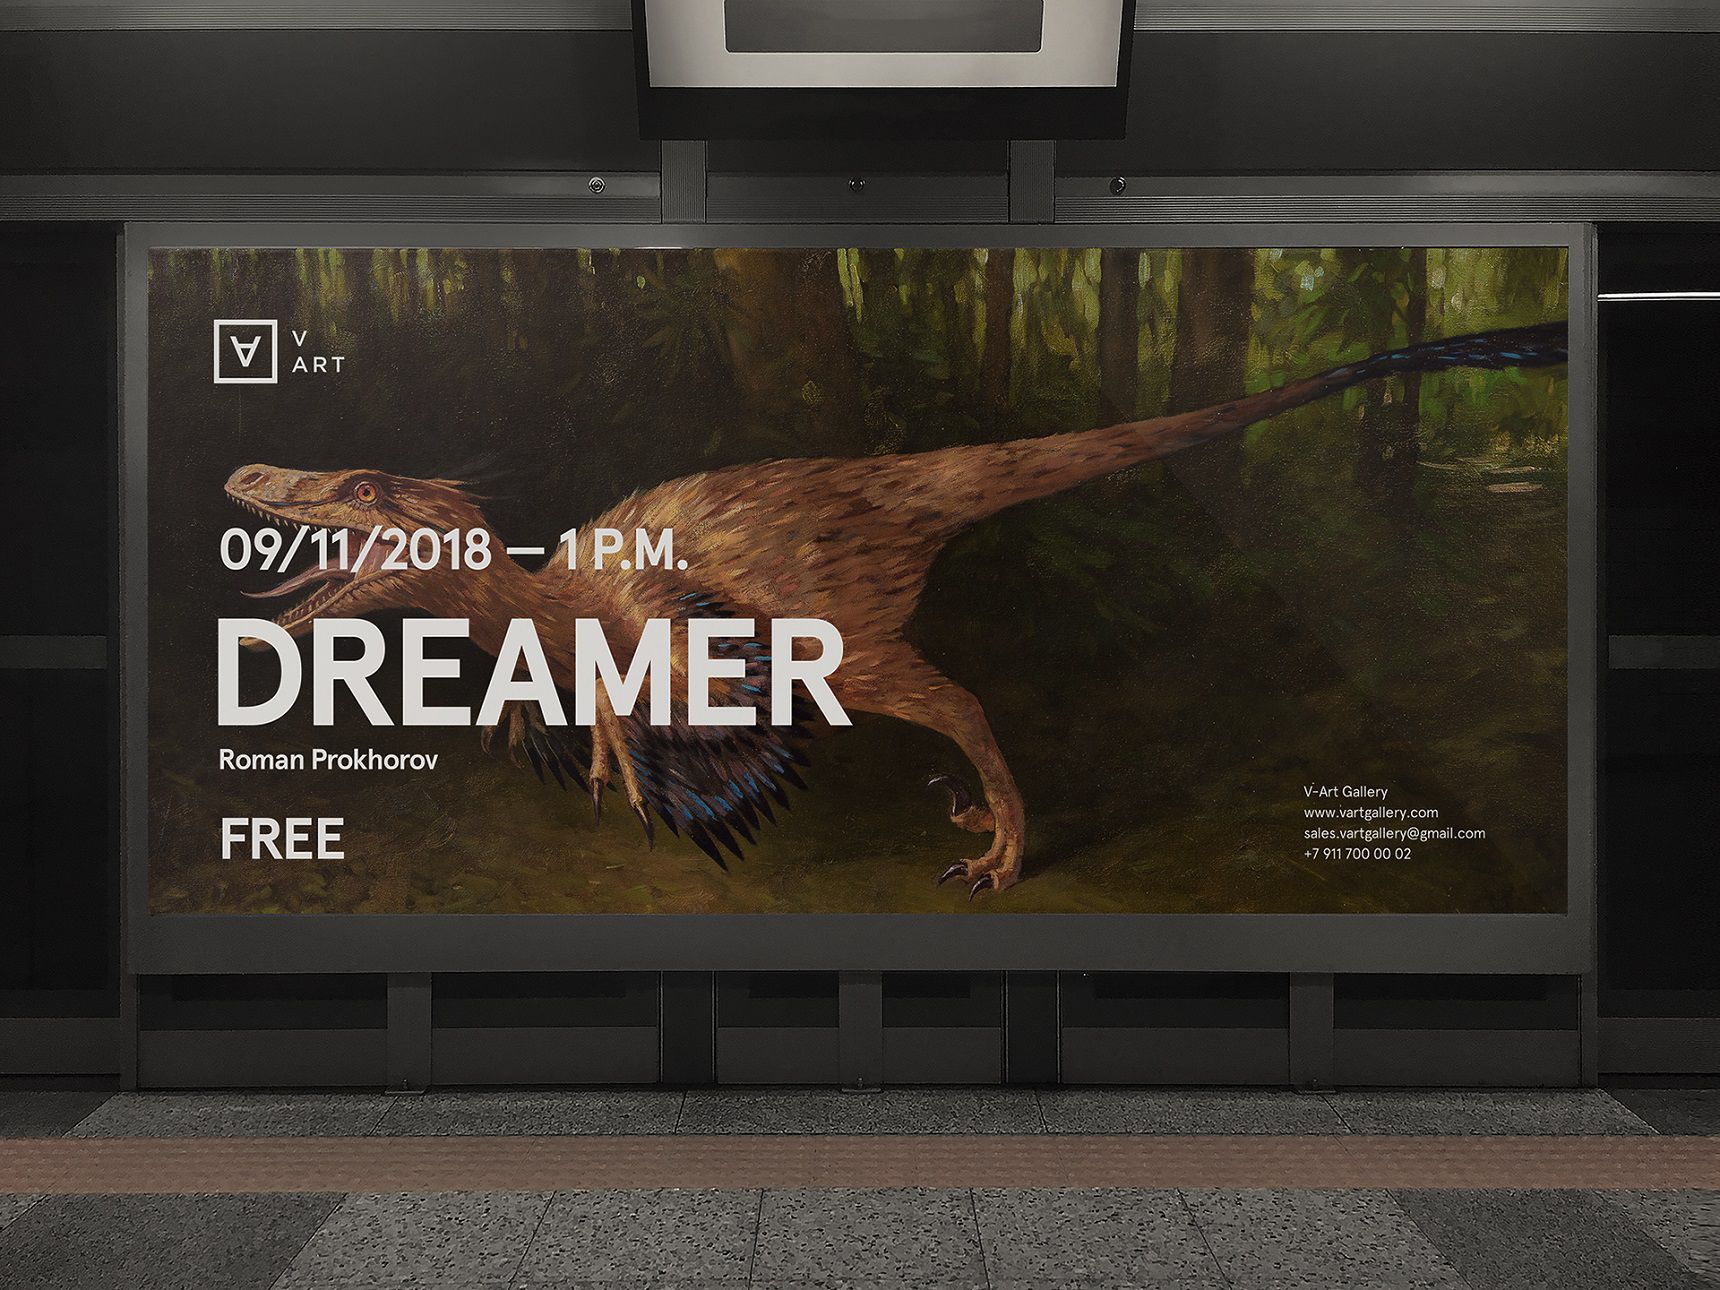 V
ART
09/11/2018 — 1 P.M.
DREAMER
Roman Prokhorov
FREE
V-Art Gallery
www.vartgallery.com
sales.vartgallery@gmail.com
+7 911 700 00 02